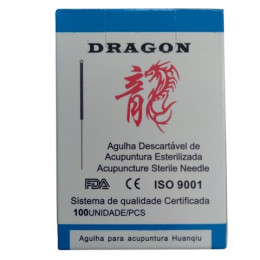 DRAGON
龍
Agulha Descartável de
Acupuntura Esterilizada
Acupuncture Sterile Needle
FDA CE ISO 9001
Sistema de qualidade Certificada
100UNIDADE/PCS
Agulha para acupuntura Huanqiu